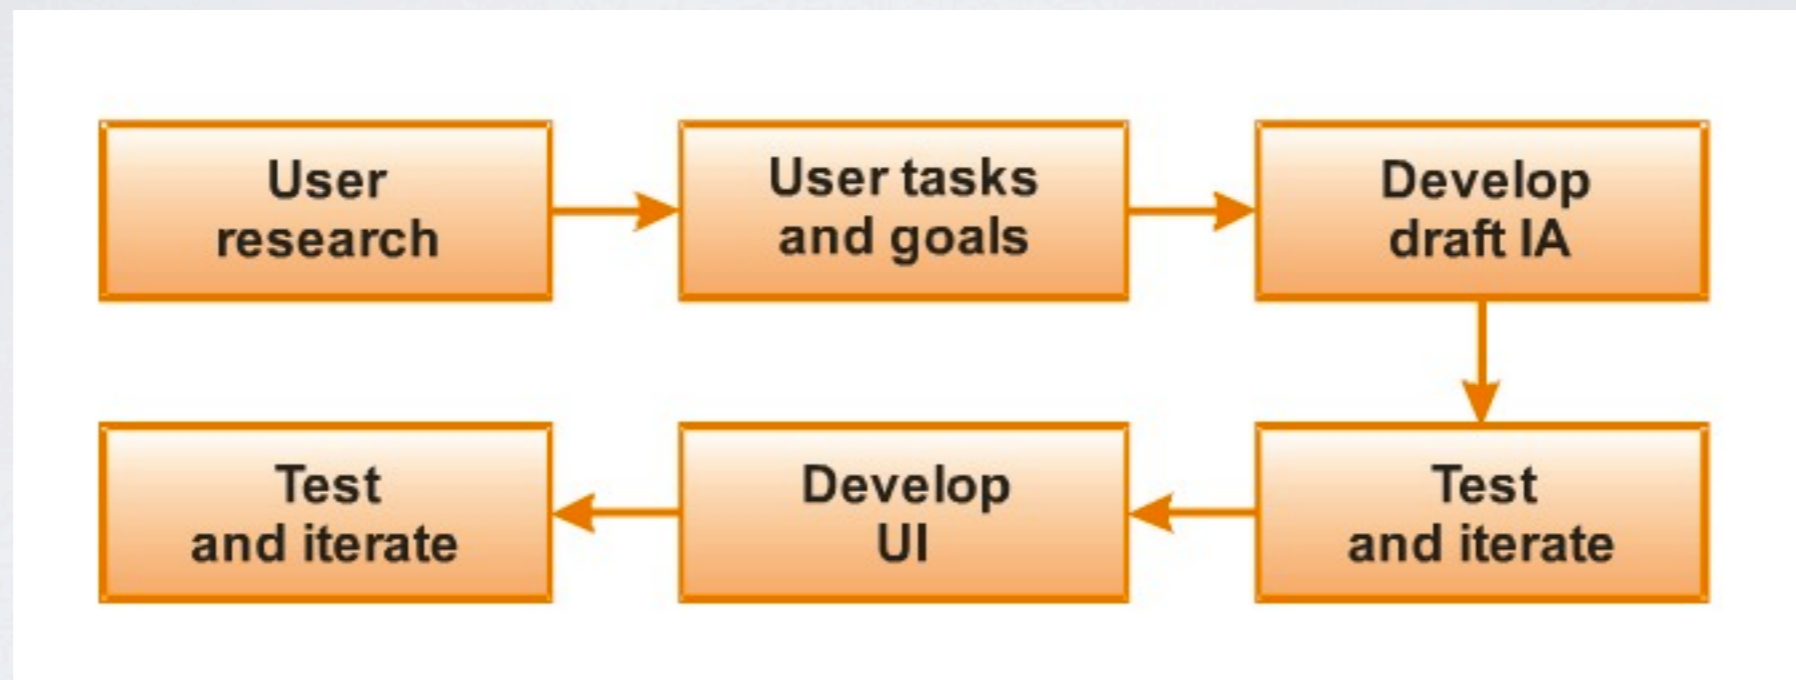 User
research
User tasks
and goals
Develop
draft IA
Test
and iterate
Develop
UI
Test
and iterate